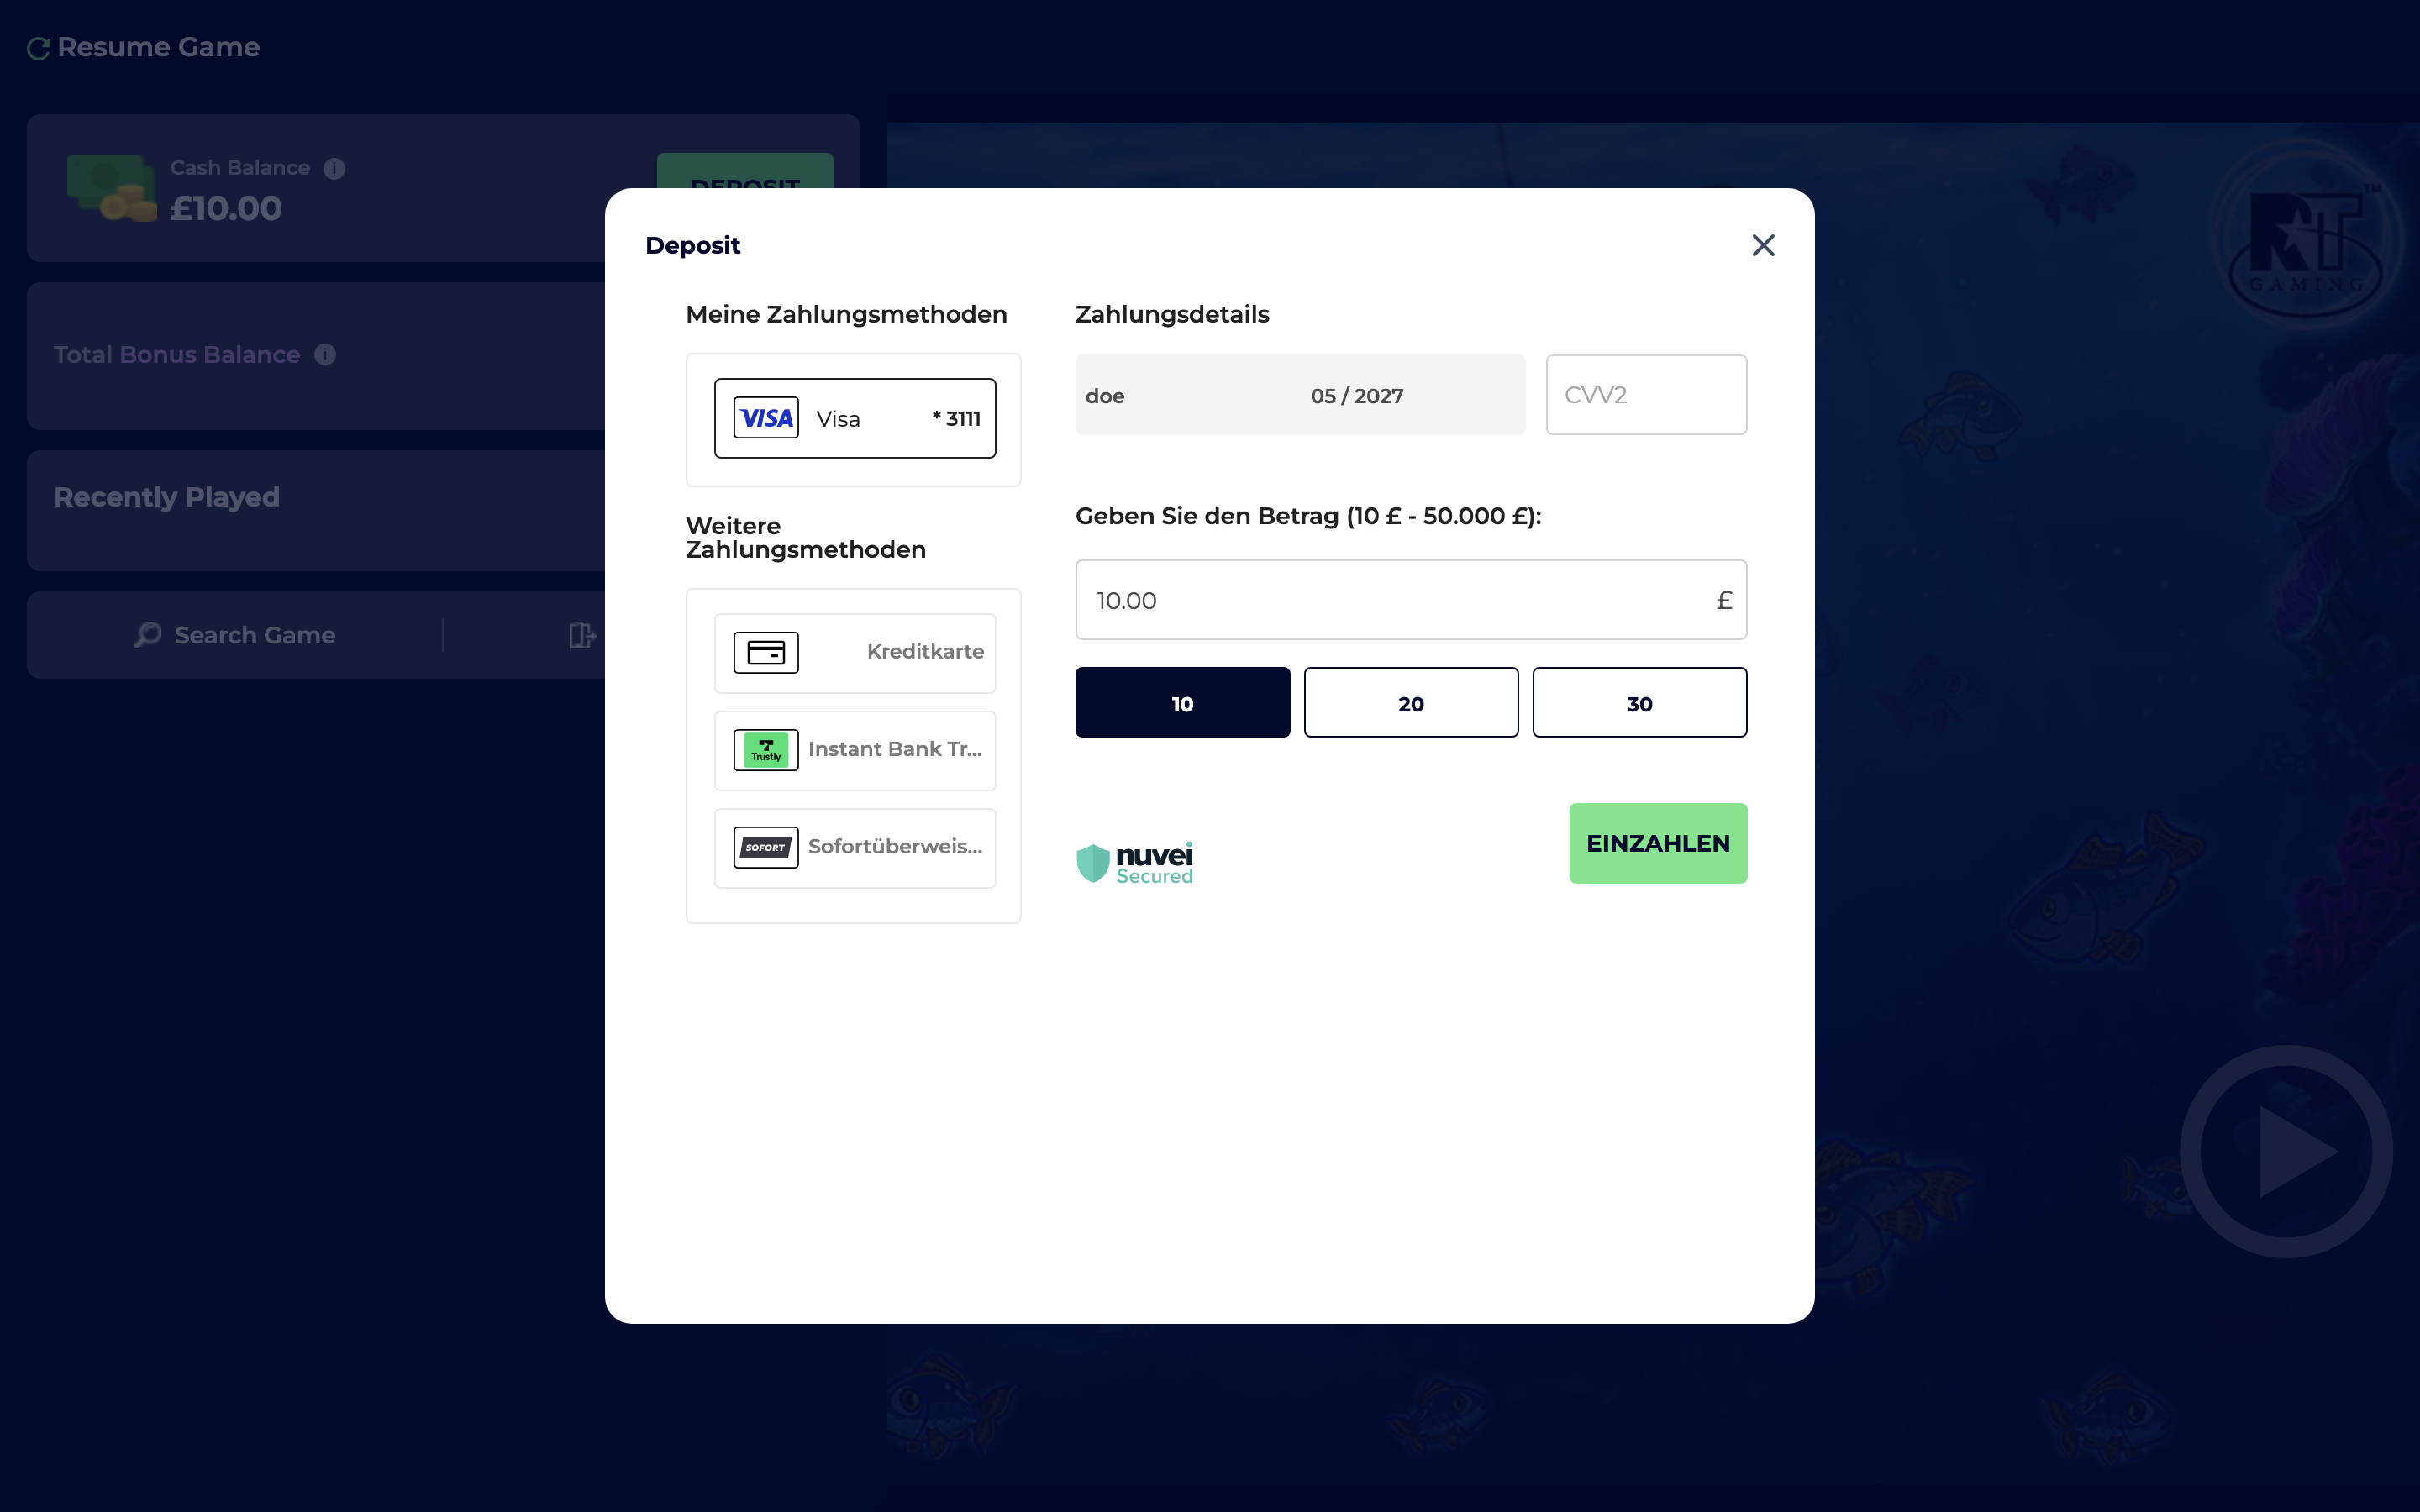 Resume Game
Cash Balance
£10.00
DEPOSIT
Total Bonus Balance
Recently Played
Search Game
Deposit
Meine Zahlungsmethoden
VISA Visa * 3111
Weitere
Zahlungsmethoden
Kreditkarte
Trustly Instant Bank Tr...
SOFORT Sofortüberweis...
Zahlungsdetails
doe 05 / 2027 CVV2
Geben Sie den Betrag (10 £ - 50.000 £):
10.00 £
10 20 30
nuvei
Secured
EINZAHLEN
RT TM
GAMING